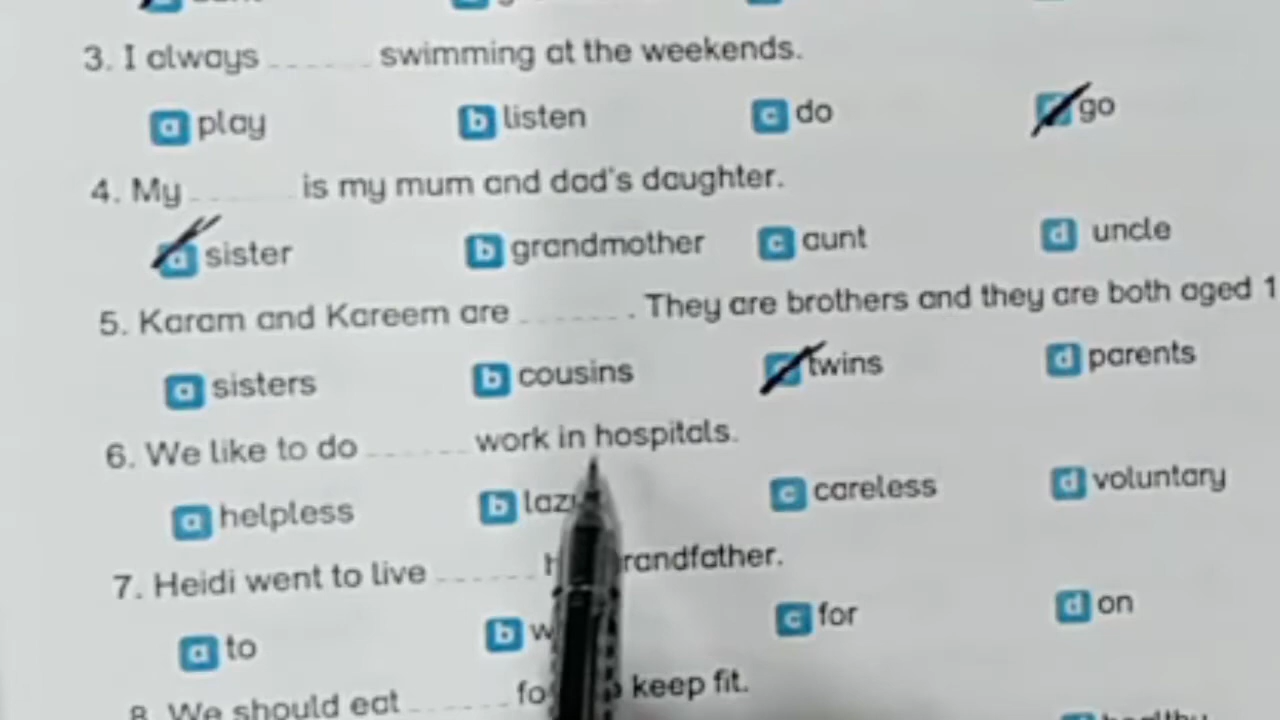 3. I always ...... swimming at the weekends.
a play b listen c do go
4. My ...... is my mum and dad's daughter.
a sister b grandmother c aunt d uncle
5. Karam and Kareem are ...... . They are brothers and they are both aged 1
a sisters b cousins twins d parents
6. We like to do ...... work in hospitals.
a helpless b c careless d voluntary
7. Heidi went to live ......
a to b c for d on
8. We should eat ...... keep fit.